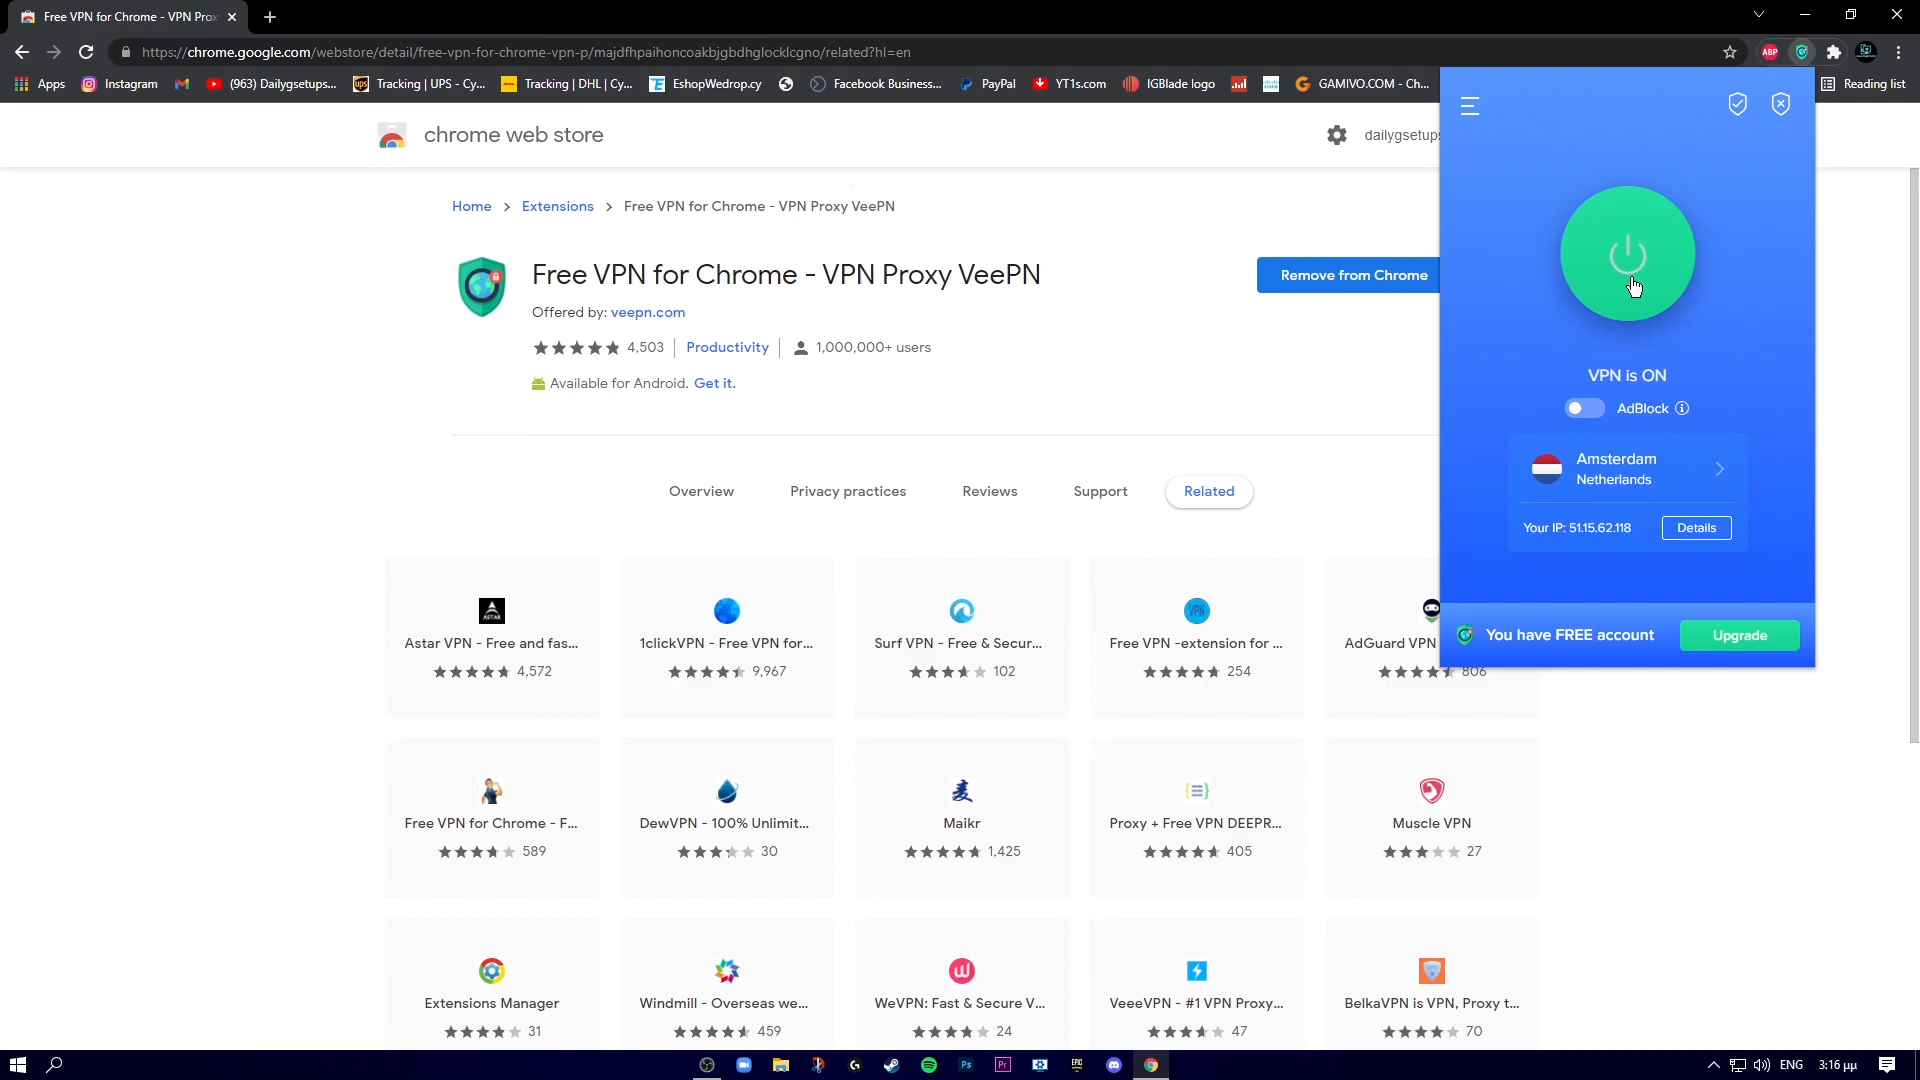 Free VPN for Chrome - VPN Prox
https://chrome.google.com/webstore/detail/free-vpn-for-chrome-vpn-p/majdfhpaihoncoakbjgbdhglocklcgno/related?hl=en
ABP
Apps
Instagram
(963) Dailygsetups...
Tracking | UPS - Cy...
Tracking | DHL | Cy...
EshopWedrop.cy
Facebook Business...
PayPal
YT1s.com
IGBlade logo
GAMIVO.COM - Ch...
Reading list
chrome web store
dailygsetups
Home > Extensions > Free VPN for Chrome - VPN Proxy VeePN
Free VPN for Chrome - VPN Proxy VeePN
Remove from Chrome
Offered by: veepn.com
4,503
Productivity
1,000,000+ users
Available for Android. Get it.
VPN is ON
AdBlock
Amsterdam
Netherlands
Your IP: 51.15.62.118
Details
You have FREE account
Upgrade
Overview
Privacy practices
Reviews
Support
Related
ASTAR
VPN
Astar VPN - Free and fas...
4,572
1clickVPN - Free VPN for...
9,967
Surf VPN - Free & Secur...
102
Free VPN -extension for ...
254
AdGuard VPN
806
Free VPN for Chrome - F...
589
DewVPN - 100% Unlimit...
30
麦
Maikr
1,425
Proxy + Free VPN DEEPR...
405
Muscle VPN
27
Extensions Manager
31
Windmill - Overseas we...
459
WeVPN: Fast & Secure V...
24
VeeeVPN - #1 VPN Proxy...
47
BelkaVPN is VPN, Proxy t...
70
Ps
Pr
EPIC
ENG
3:16 μμ